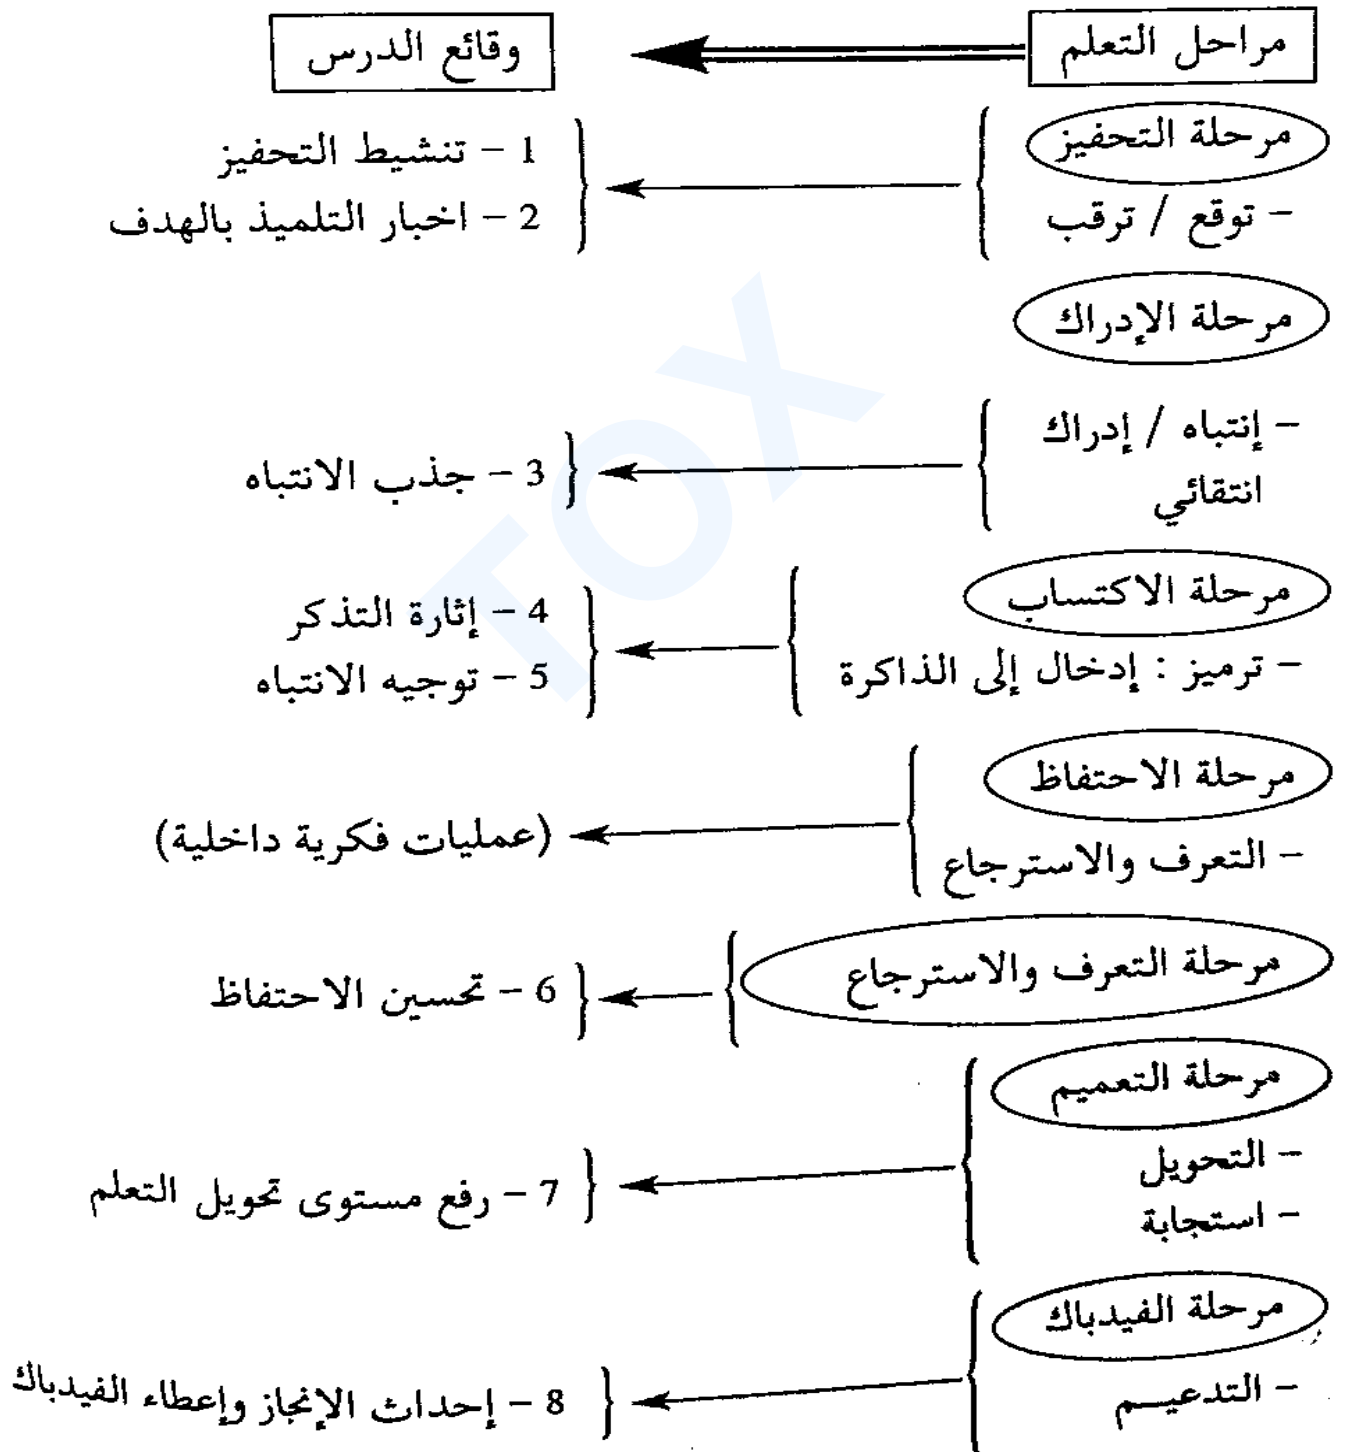 مراحل التعلم
وقائع الدرس
مرحلة التحفيز
- توقع / ترقب
1 - تنشيط التحفيز
2 - اخبار التلميذ بالهدف
مرحلة الإدراك
- إنتباه / إدراك
انتقائي
3 - جذب الانتباه
مرحلة الاكتساب
- ترميز : إدخال إلى الذاكرة
4 - إثارة التذكر
5 - توجيه الانتباه
مرحلة الاحتفاظ
- التعرف والاسترجاع
(عمليات فكرية داخلية)
مرحلة التعرف والاسترجاع
6 - تحسين الاحتفاظ
مرحلة التعميم
- التحويل
- استجابة
7 - رفع مستوى تحويل التعلم
مرحلة الفيدباك
- التدعيـــم
8 - إحداث الإنجاز وإعطاء الفيدباك
TOX